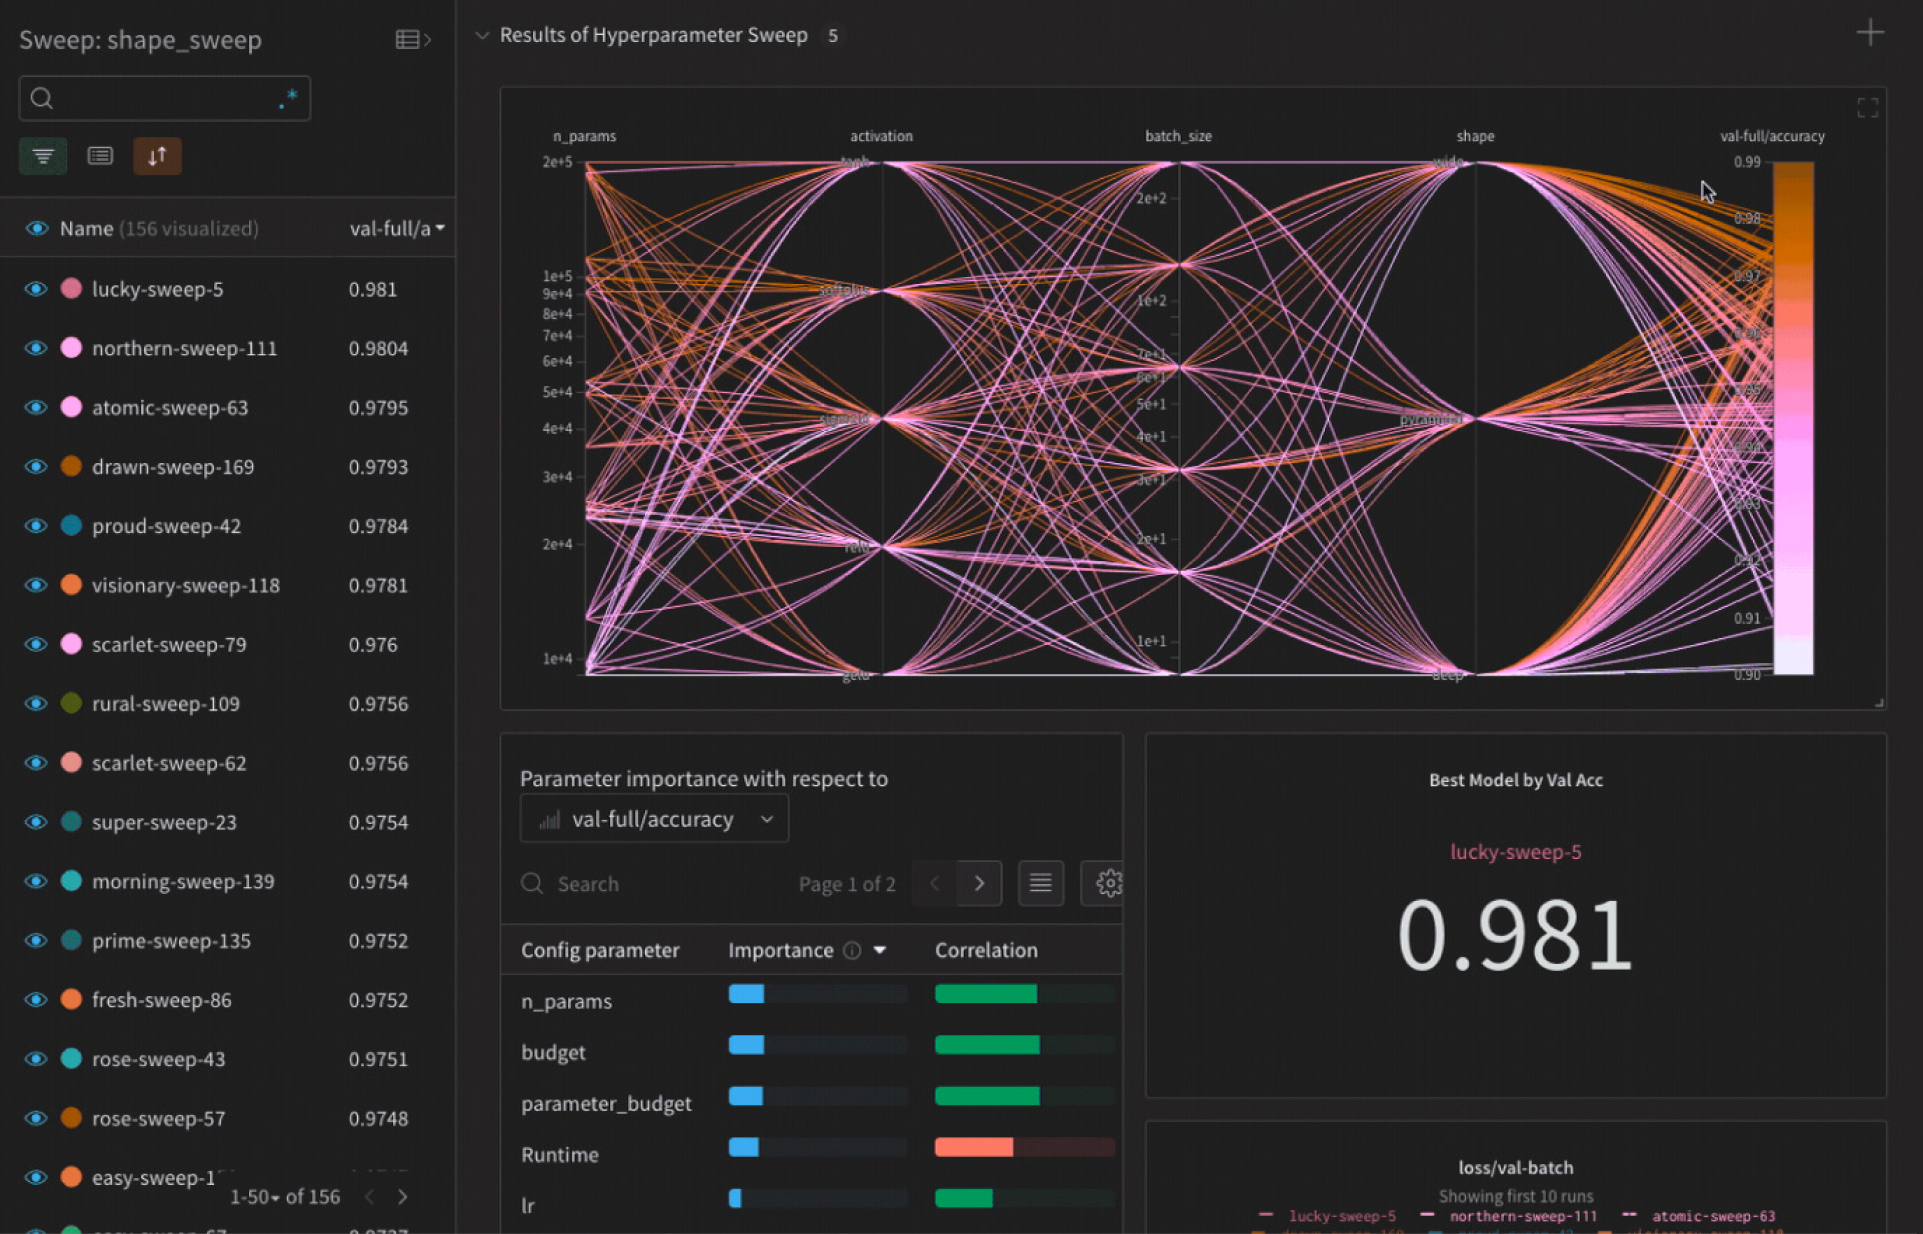 Sweep: shape_sweep
.*
Name (156 visualized) val-full/a
lucky-sweep-5 0.981
northern-sweep-111 0.9804
atomic-sweep-63 0.9795
drawn-sweep-169 0.9793
proud-sweep-42 0.9784
visionary-sweep-118 0.9781
scarlet-sweep-79 0.976
rural-sweep-109 0.9756
scarlet-sweep-62 0.9756
super-sweep-23 0.9754
morning-sweep-139 0.9754
prime-sweep-135 0.9752
fresh-sweep-86 0.9752
rose-sweep-43 0.9751
rose-sweep-57 0.9748
easy-sweep-1
1-50 of 156
Results of Hyperparameter Sweep 5
n_params activation batch_size shape val-full/accuracy
2e+5
1e+5
9e+4
8e+4
7e+4
6e+4
5e+4
4e+4
3e+4
2e+4
1e+4
tanh
softplus
sigmoid
relu
gelu
2e+2
1e+2
7e+1
6e+1
5e+1
4e+1
3e+1
2e+1
1e+1
wide
pyramidal
deep
0.99
0.98
0.97
0.93
0.92
0.91
0.90
Parameter importance with respect to
val-full/accuracy
Search Page 1 of 2
Config parameter Importance Correlation
n_params
budget
parameter_budget
Runtime
lr
Best Model by Val Acc
lucky-sweep-5
0.981
loss/val-batch
Showing first 10 runs
lucky-sweep-5 northern-sweep-111 atomic-sweep-63